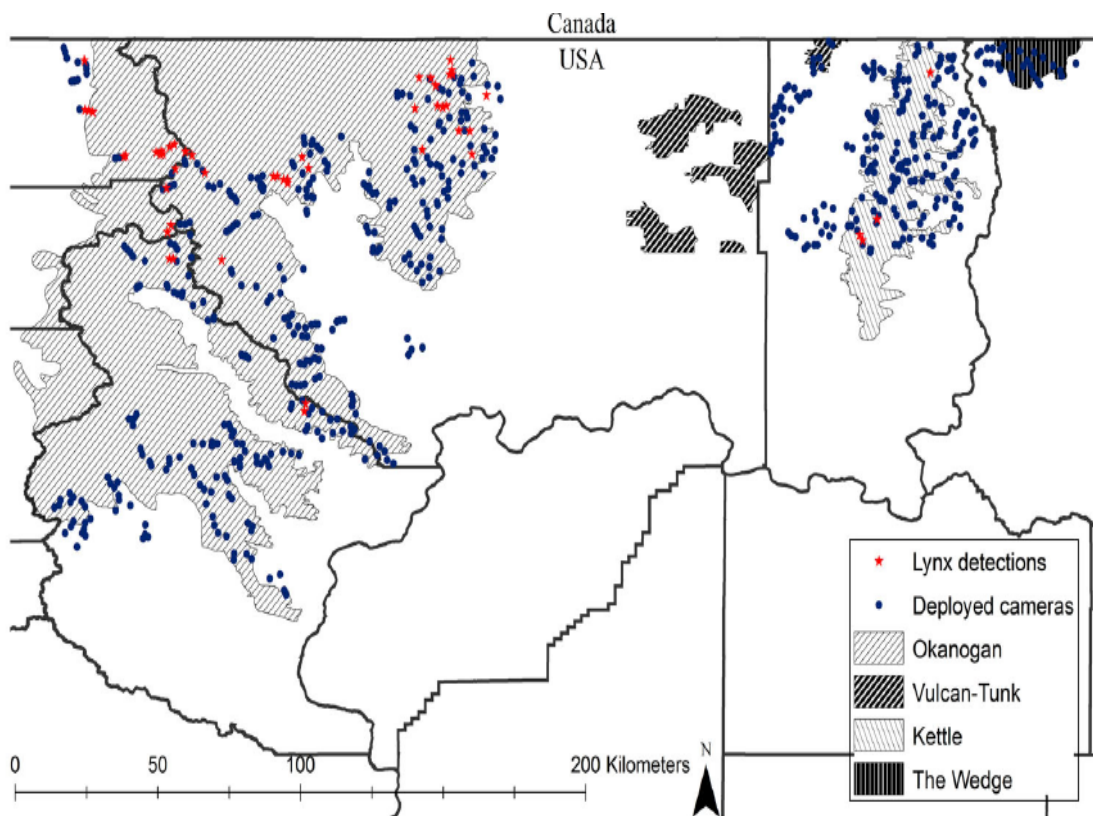 Canada
USA
Lynx detections
Deployed cameras
Okanogan
Vulcan-Tunk
Kettle
The Wedge
N
0 50 100 200 Kilometers